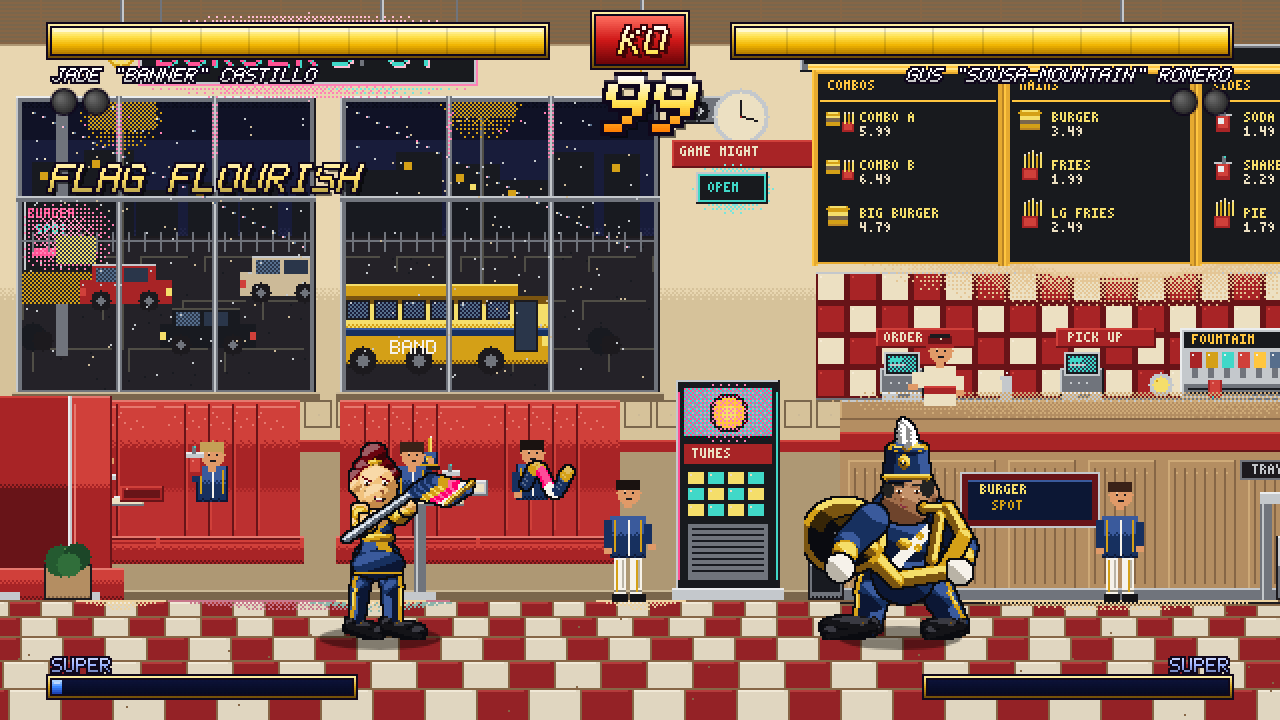 KO
99
JADE "BANNER" CASTILLO
GUS "SOUSA-MOUNTAIN" ROMERO
FLAG FLOURISH
BURGER
SPOT
BAND
GAME NIGHT
OPEN
COMBOS
COMBO A
5.99
COMBO B
6.49
BIG BURGER
4.79
MAINS
BURGER
3.49
FRIES
1.99
LG FRIES
2.49
SIDES
SODA
1.49
SHAKE
2.29
PIE
1.79
ORDER
PICK UP
FOUNTAIN
TUNES
BURGER
SPOT
TRAY
SUPER
SUPER